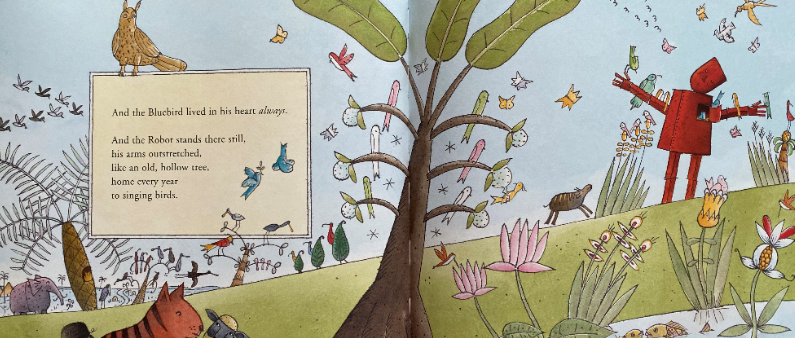 And the Bluebird lived in his heart always.
And the Robot stands there still,
his arms outstretched,
like an old, hollow tree,
home every year
to singing birds.